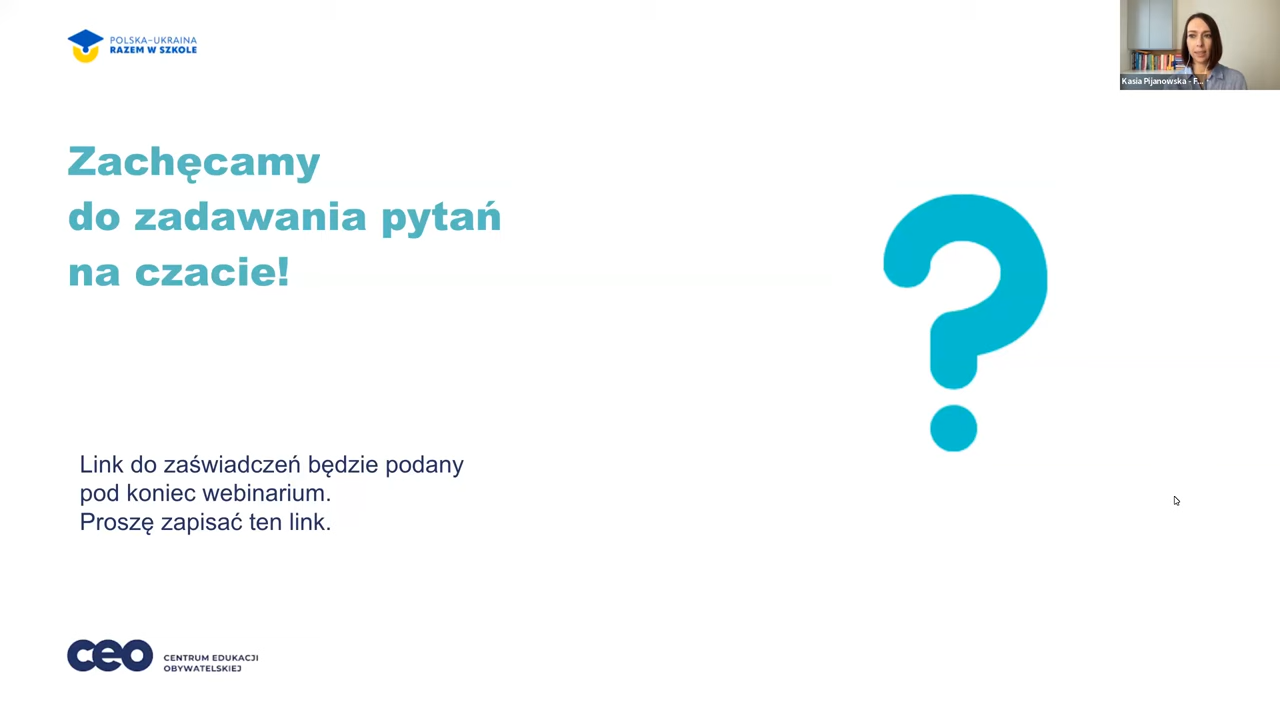 POLSKA-UKRAINA
RAZEM W SZKOLE
Kasia Pijanowska - F...
Zachęcamy
do zadawania pytań
na czacie!
?
Link do zaświadczeń będzie podany
pod koniec webinarium.
Proszę zapisać ten link.
ceo
CENTRUM EDUKACJI
OBYWATELSKIEJ